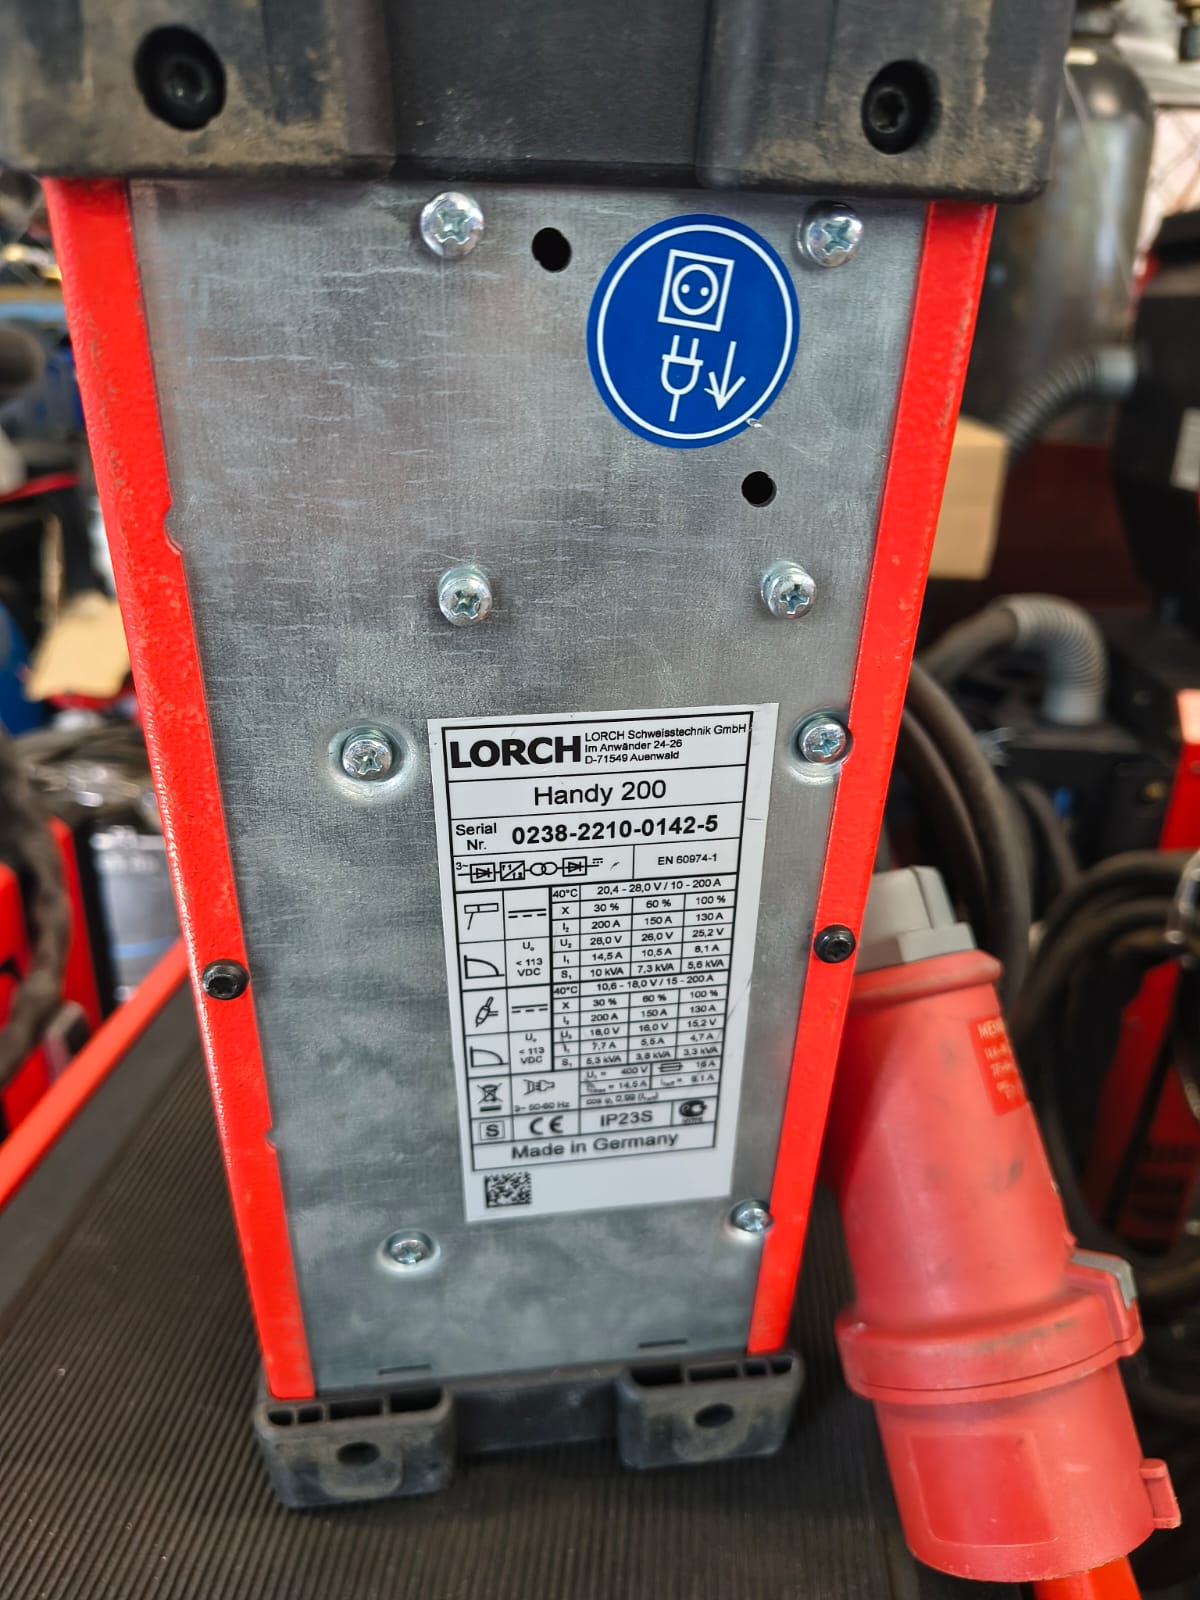 LORCH
LORCH Schweisstechnik GmbH
Im Anwänder 24-26
D-71549 Auenwald
Handy 200
Serial Nr. 0238-2210-0142-5
3~ EN 60974-1
40°C 20,4 - 28,0 V / 10 - 200 A
X 30 % 60 % 100 %
I₂ 200 A 150 A 130 A
U₂ 28,0 V 26,0 V 25,2 V
I₁ 14,5 A 10,5 A 8,1 A
S₁ 10 kVA 7,3 kVA 5,6 kVA
U₀
< 113
VDC
40°C 10,6 - 18,0 V / 15 - 200 A
X 30 % 60 % 100 %
I₂ 200 A 150 A 130 A
U₂ 18,0 V 16,0 V 15,2 V
I₁ 7,7 A 5,5 A 4,7 A
S₁ 5,3 kVA 3,8 kVA 3,3 kVA
U₀
< 113
VDC
U₁ = 400 V 16 A
= 14,5 A = 8,1 A
3~ 50-60 Hz
cos φ 0,99
S CE IP23S
Made in Germany